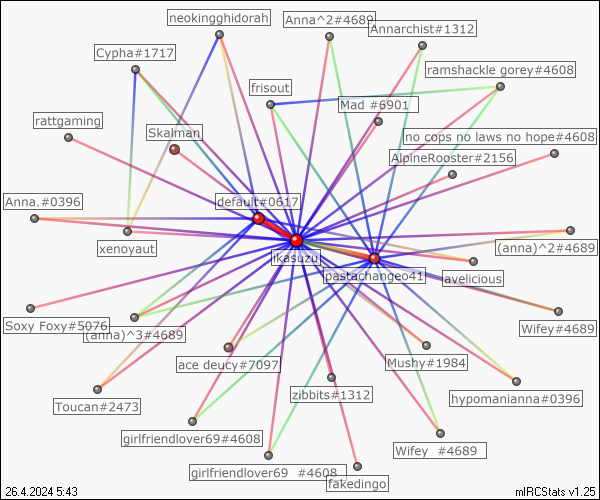 neokingghidorah
Anna^2#4689
Annarchist#1312
Cypha#1717
ramshackle gorey#4608
frisout
Mad #6901
rattgaming
Skalman
no cops no laws no hope#4608
AlpineRooster#2156
Anna.#0396
default#0617
xenoyaut
ikasuzu
(anna)^2#4689
pastachangeo41
avelicious
Soxy Foxy#5076
(anna)^3#4689
Wifey#4689
ace deucy#7097
Mushy#1984
zibbits#1312
hypomanianna#0396
Toucan#2473
girlfriendlover69#4608
Wifey #4689
girlfriendlover69 #4608
fakedingo
26.4.2024 5:43
mIRCStats v1.25